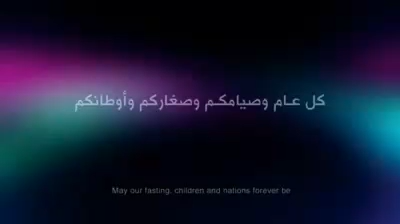 كل عام وصيامكم وصغاركم وأوطانكم
May our fasting, children and nations forever be